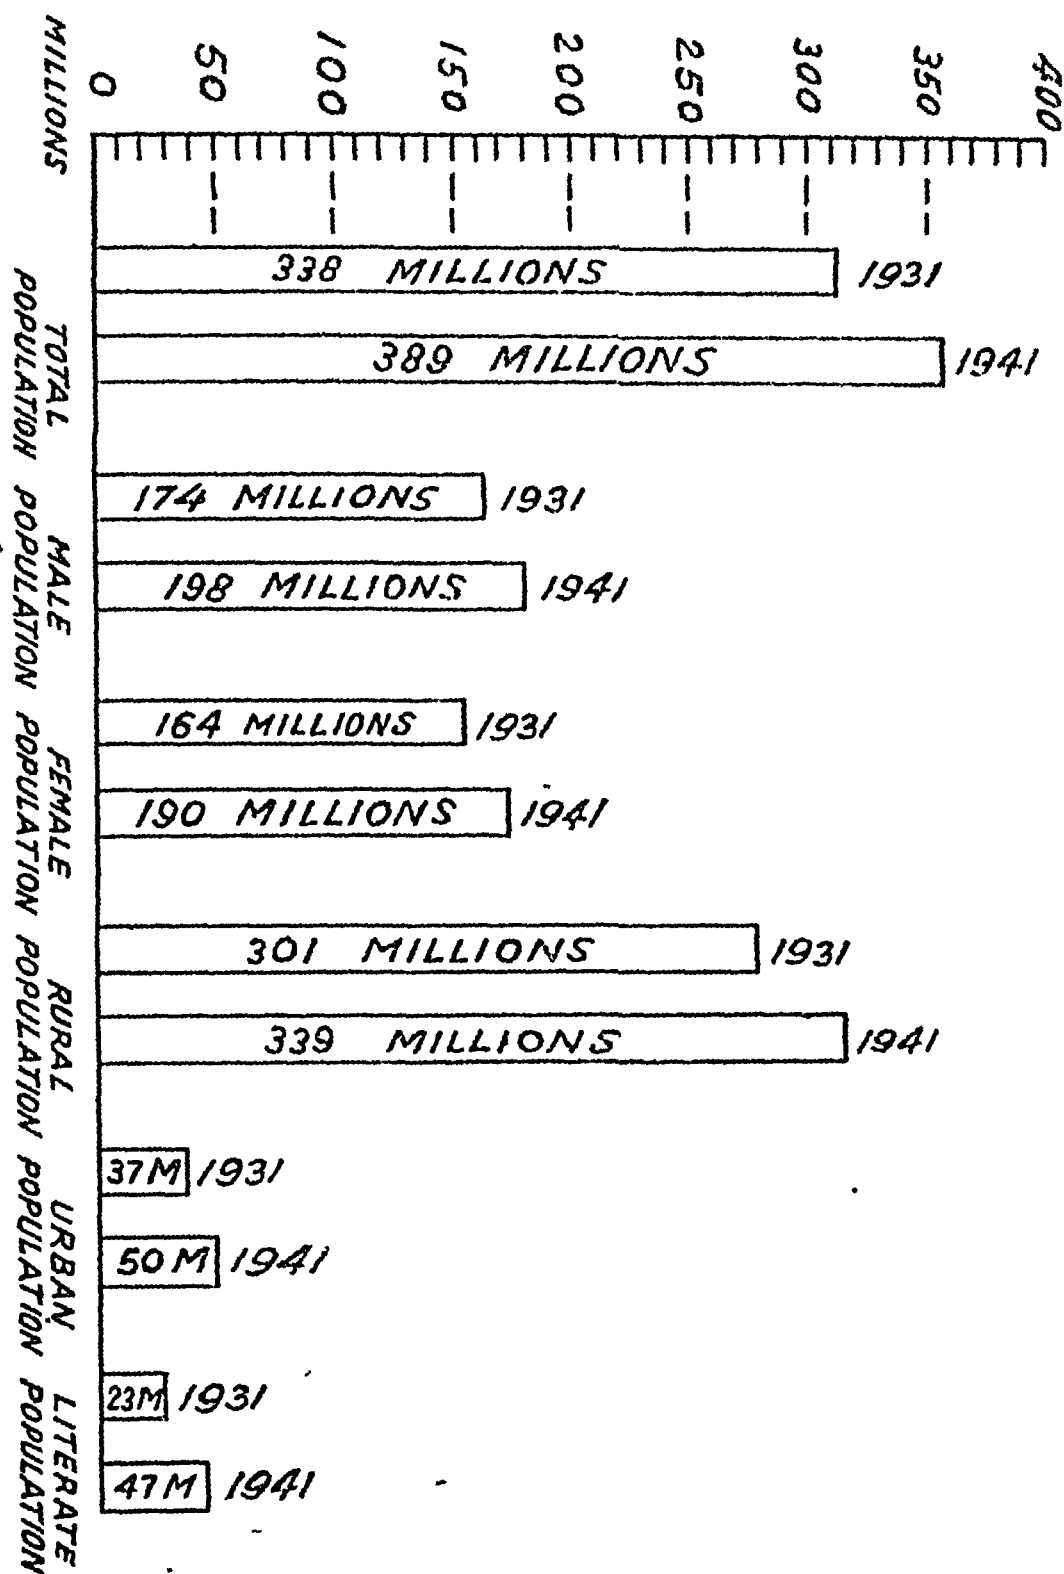 MILLIONS
0
50
100
150
200
250
300
350
400
338 MILLIONS 1931
389 MILLIONS 1941
TOTAL
POPULATION
174 MILLIONS 1931
198 MILLIONS 1941
MALE
POPULATION
164 MILLIONS 1931
190 MILLIONS 1941
FEMALE
POPULATION
301 MILLIONS 1931
339 MILLIONS 1941
RURAL
POPULATION
37M 1931
50M 1941
URBAN
POPULATION
23M 1931
47M 1941
LITERATE
POPULATION